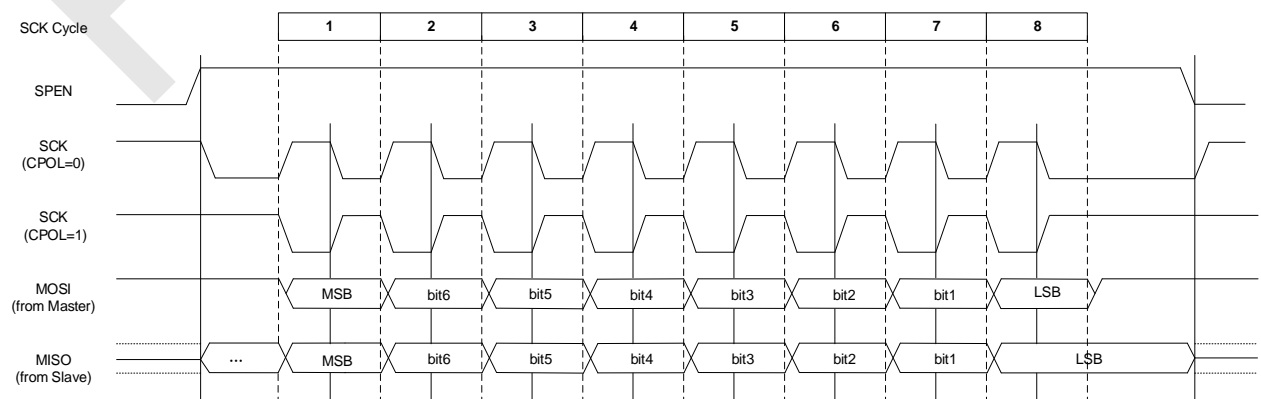 SCK Cycle 1 2 3 4 5 6 7 8
SPEN
SCK
(CPOL=0)
SCK
(CPOL=1)
MOSI
(from Master)
MSB bit6 bit5 bit4 bit3 bit2 bit1 LSB
MISO
(from Slave)
... MSB bit6 bit5 bit4 bit3 bit2 bit1 LSB